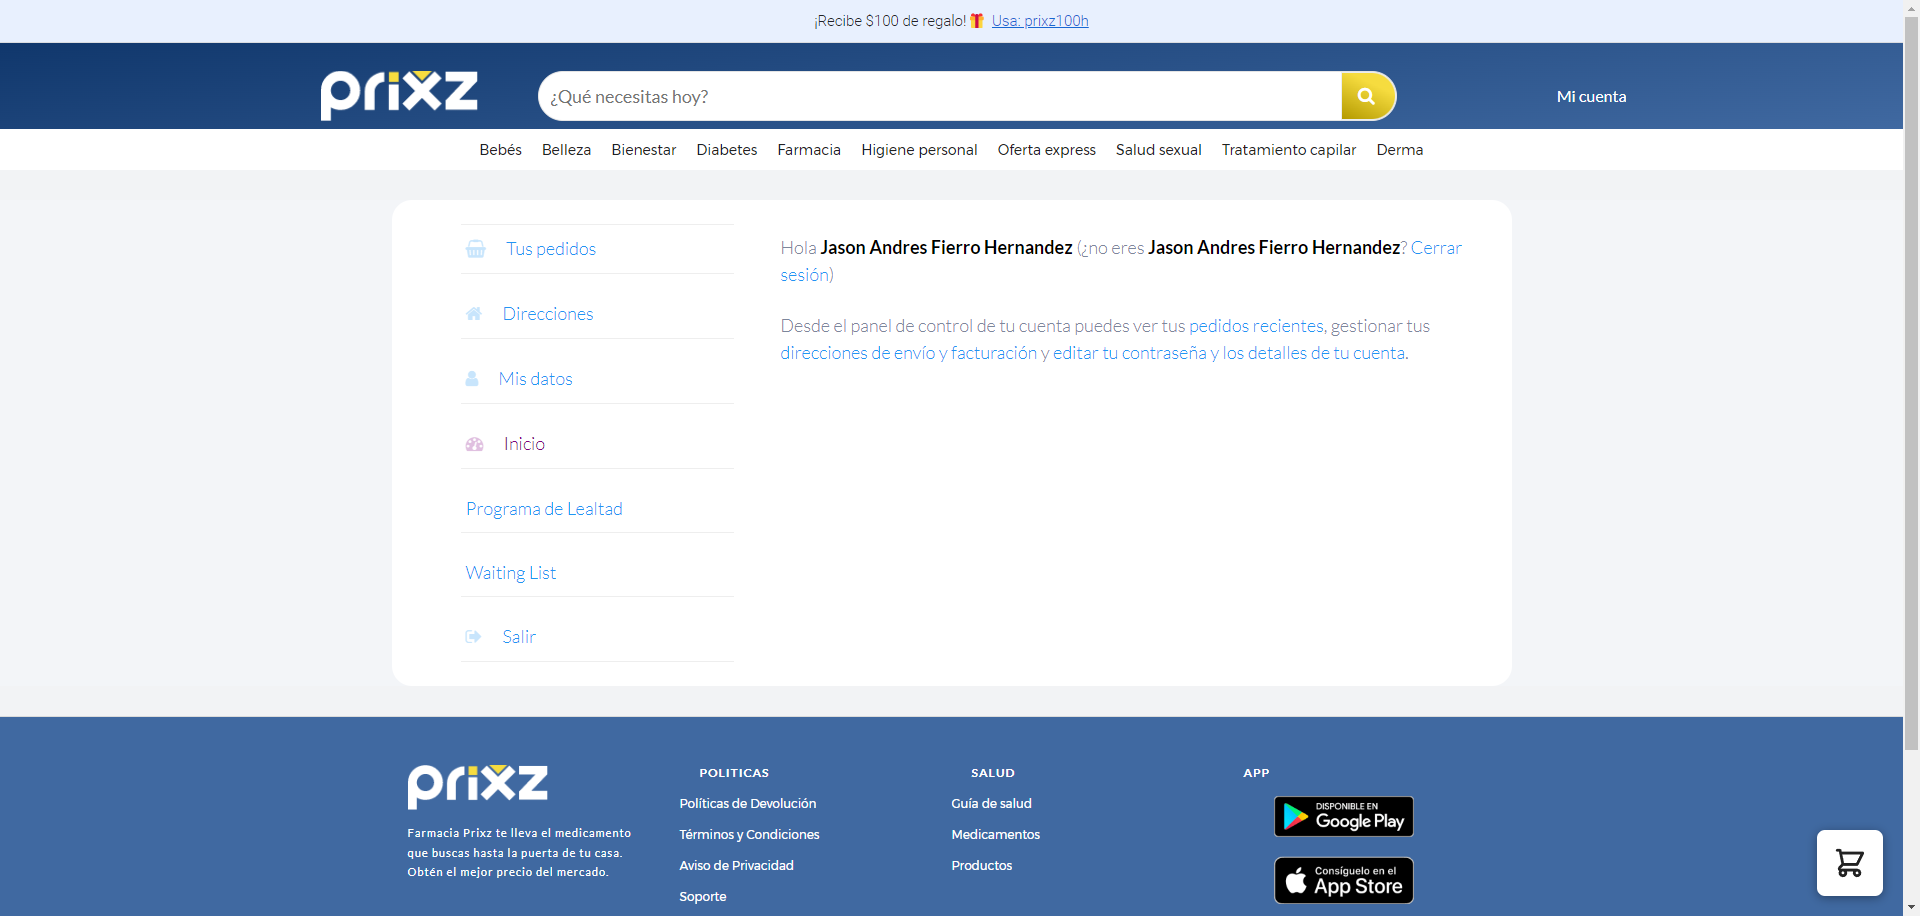 ¡Recibe $100 de regalo! Usa: prixz100h
prixz
¿Qué necesitas hoy?
Mi cuenta
Bebés Belleza Bienestar Diabetes Farmacia Higiene personal Oferta express Salud sexual Tratamiento capilar Derma
Tus pedidos
Direcciones
Mis datos
Inicio
Programa de Lealtad
Waiting List
Salir
Hola Jason Andres Fierro Hernandez (¿no eres Jason Andres Fierro Hernandez? Cerrar
sesión)
Desde el panel de control de tu cuenta puedes ver tus pedidos recientes, gestionar tus
direcciones de envío y facturación y editar tu contraseña y los detalles de tu cuenta.
prixz
Farmacia Prixz te lleva el medicamento
que buscas hasta la puerta de tu casa.
Obtén el mejor precio del mercado.
POLITICAS
Políticas de Devolución
Términos y Condiciones
Aviso de Privacidad
Soporte
SALUD
Guía de salud
Medicamentos
Productos
APP
DISPONIBLE EN
Google Play
Consíguelo en el
App Store